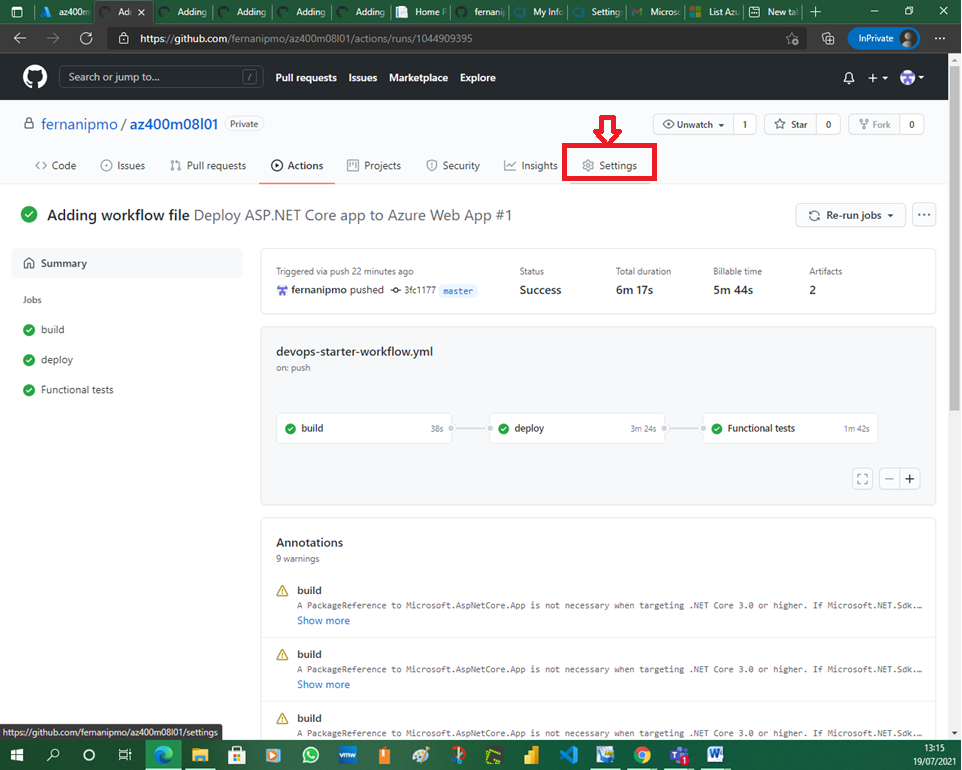 az400m
Ad
Adding
Adding
Adding
Adding
Home P
fernanip
My Info
Settings
Microso
List Azu
New tab
https://github.com/fernanipmo/az400m08l01/actions/runs/1044909395
InPrivate
Search or jump to...
/
Pull requests
Issues
Marketplace
Explore
fernanipmo / az400m08l01
Private
Unwatch
1
Star
0
Fork
0
Code
Issues
Pull requests
Actions
Projects
Security
Insights
Settings
Adding workflow file Deploy ASP.NET Core app to Azure Web App #1
Re-run jobs
Summary
Jobs
build
deploy
Functional tests
Triggered via push 22 minutes ago
fernanipmo pushed 3fc1177 master
Status
Success
Total duration
6m 17s
Billable time
5m 44s
Artifacts
2
devops-starter-workflow.yml
on: push
build
38s
deploy
3m 24s
Functional tests
1m 42s
Annotations
9 warnings
build
A PackageReference to Microsoft.AspNetCore.App is not necessary when targeting .NET Core 3.0 or higher. If Microsoft.NET.Sdk...
Show more
build
A PackageReference to Microsoft.AspNetCore.App is not necessary when targeting .NET Core 3.0 or higher. If Microsoft.NET.Sdk...
Show more
build
A PackageReference to Microsoft.AspNetCore.App is not necessary when targeting .NET Core 3.0 or higher. If Microsoft.NET.Sdk...
https://github.com/fernanipmo/az400m08l01/settings
vmw
1
13:15
19/07/2021